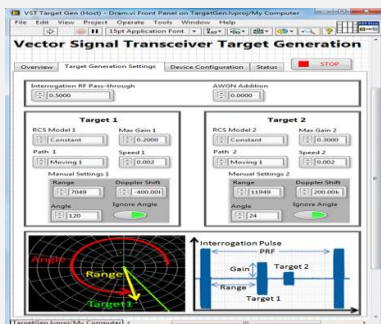 VST Target Gen (Host) - Dram.vi Front Panel on TargetGen.lvproj/My Computer
File Edit View Project Operate Tools Window Help
15pt Application Font
Vector Signal Transceiver Target Generation
Overview Target Generation Settings Device Configuration Status STOP
Interrogation RF Pass-through AWGN Addition
0.5000 0.0000
Target 1 Target 2
RCS Model 1 Max Gain 1 RCS Model 2 Max Gain 2
Constant 0.2000 Constant 0.3000
Path 1 Speed 1 Path 2 Speed 2
Moving 1 0.002 Moving 1 0.002
Manual Settings 1 Manual Settings 2
Range Doppler Shift Range Doppler Shift
7049 -400.00 11949 200.00k
Angle Ignore Angle Angle Ignore Angle
120 24
Angle
Range
Target1
Interrogation Pulse
PRF
Gain Target 2
Range
Target 1
TargetGen.lvproj/My Computer